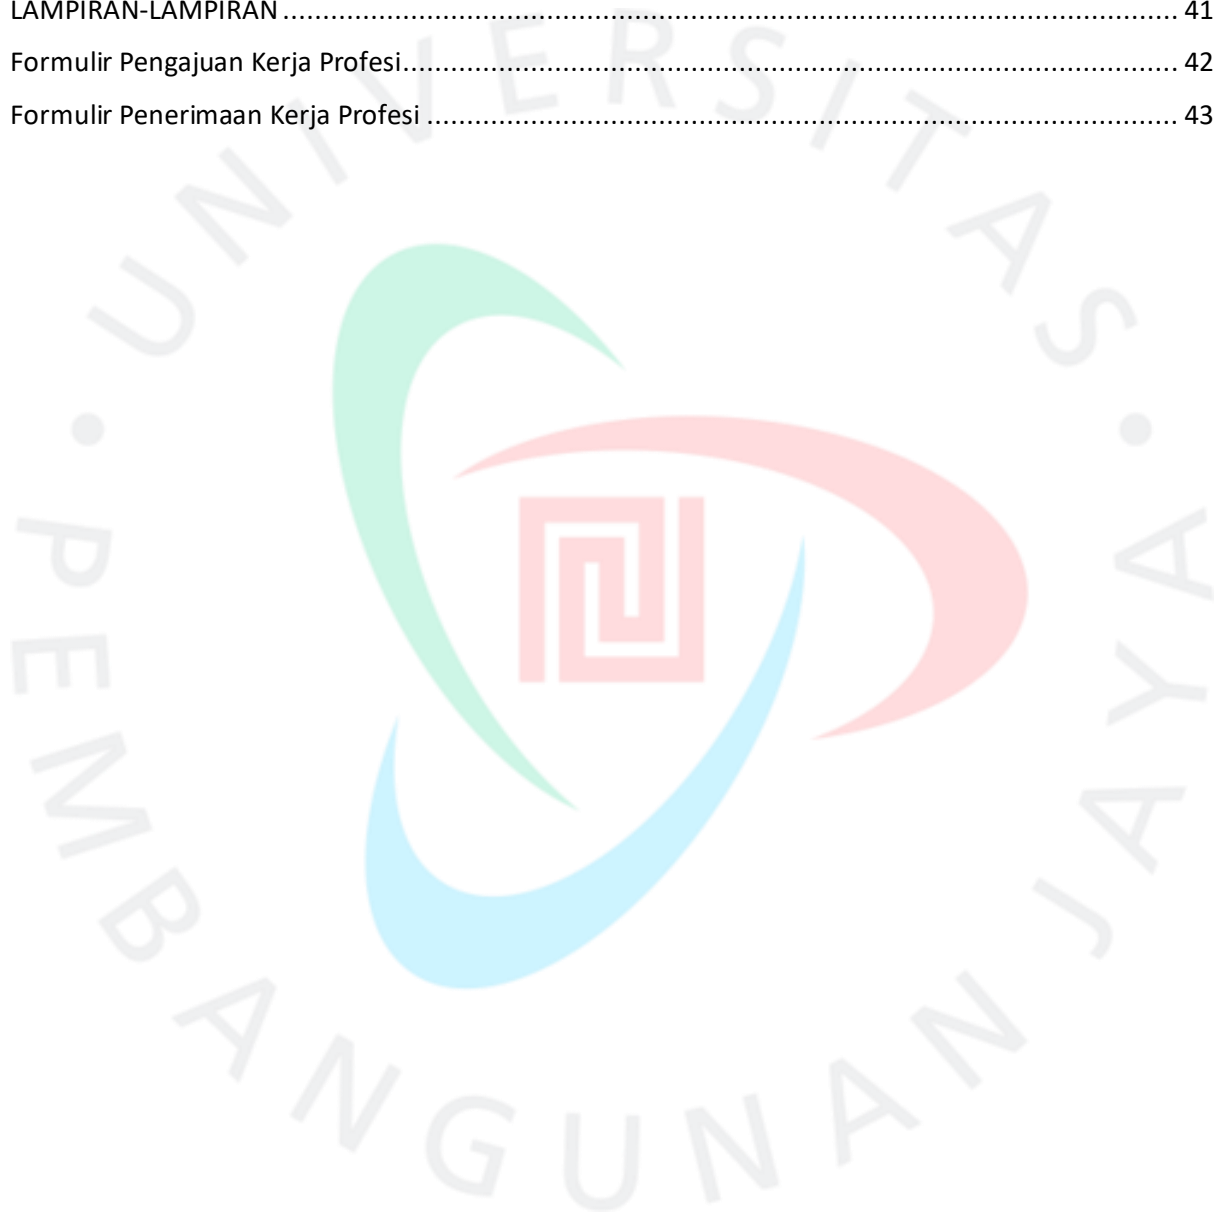 LAMPIRAN-LAMPIRAN ........................................................................................................................ 41
Formulir Pengajuan Kerja Profesi........................................................................................................ 42
Formulir Penerimaan Kerja Profesi ..................................................................................................... 43
UNIVERSITAS
• PEMBANGUNAN JAYA •